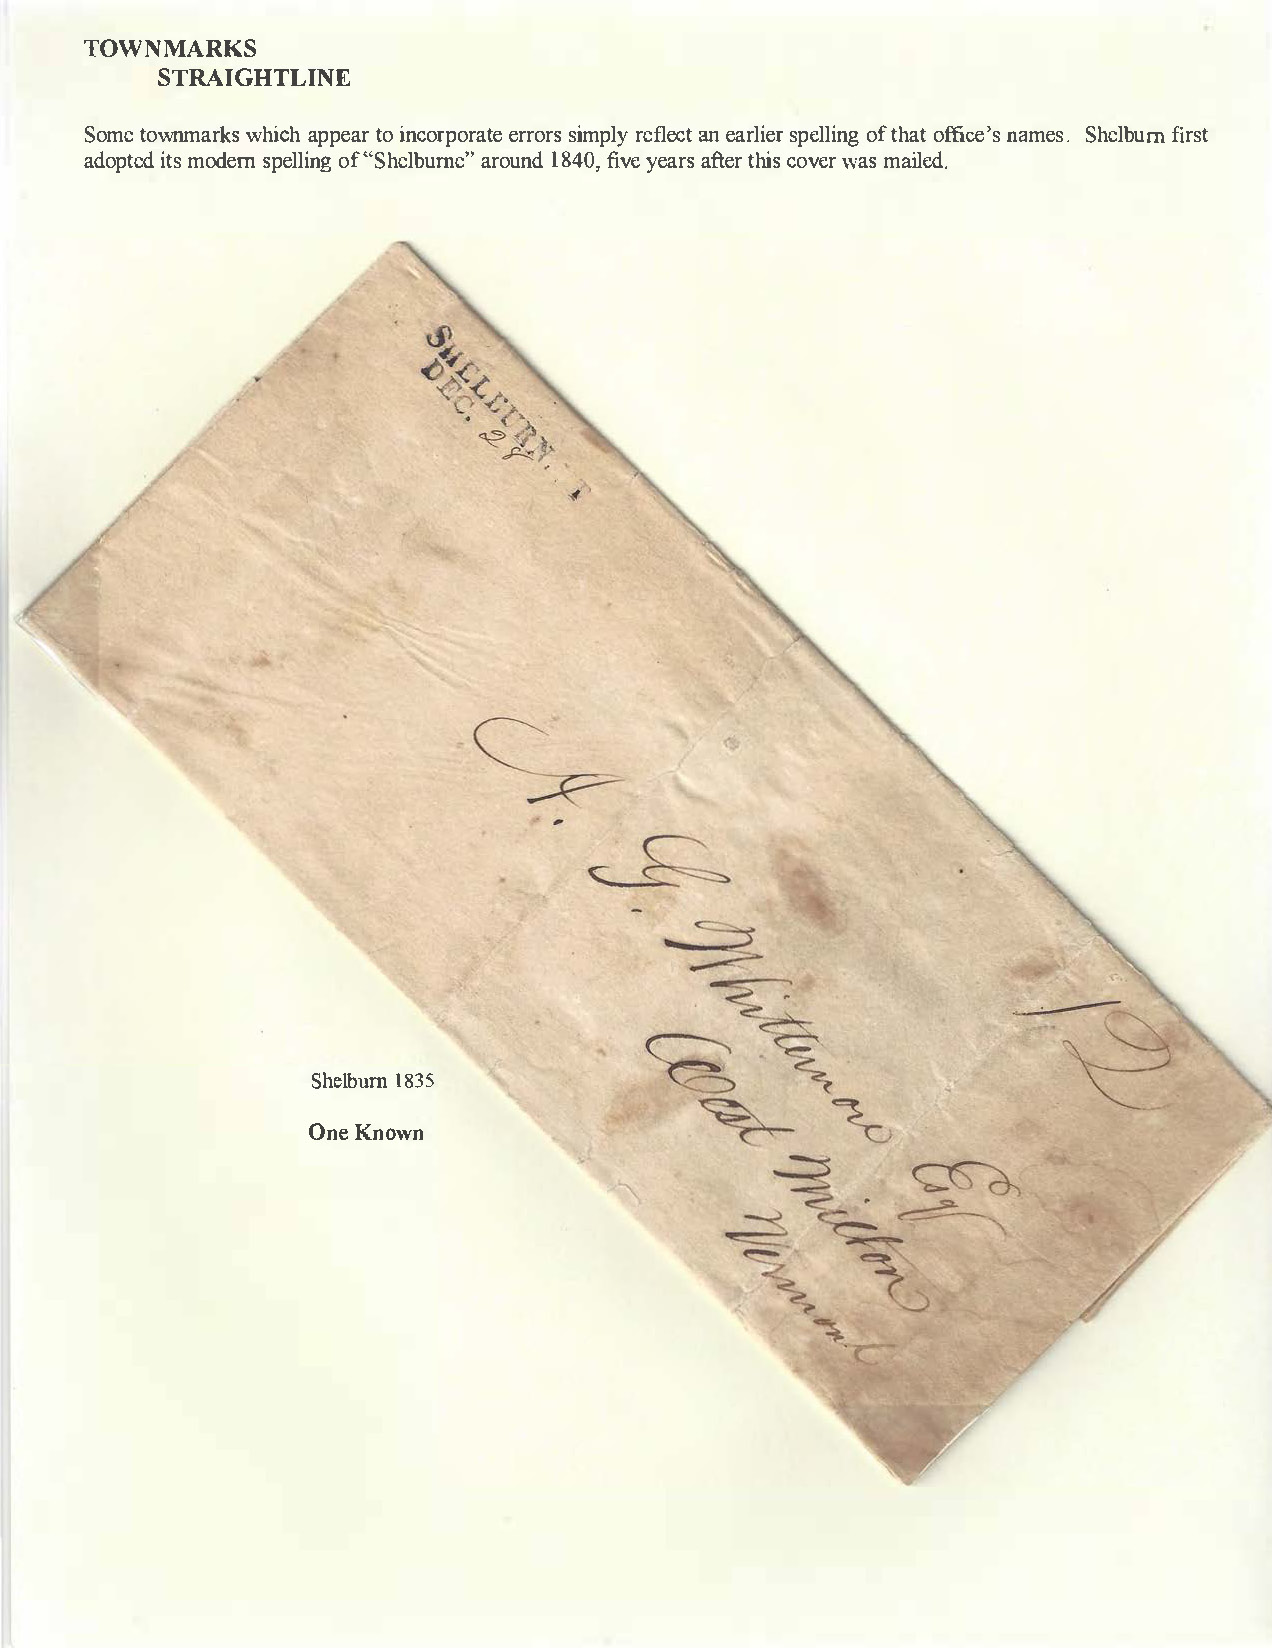 TOWNMARKS
STRAIGHTLINE
Some townmarks which appear to incorporate errors simply reflect an earlier spelling of that office's names. Shelburn first
adopted its modern spelling of "Shelburne" around 1840, five years after this cover was mailed.
SHELBURN. T
DEC. 28
12
A. G. Whittemore Esq
West Milton
Vermont
Shelburn 1835
One Known